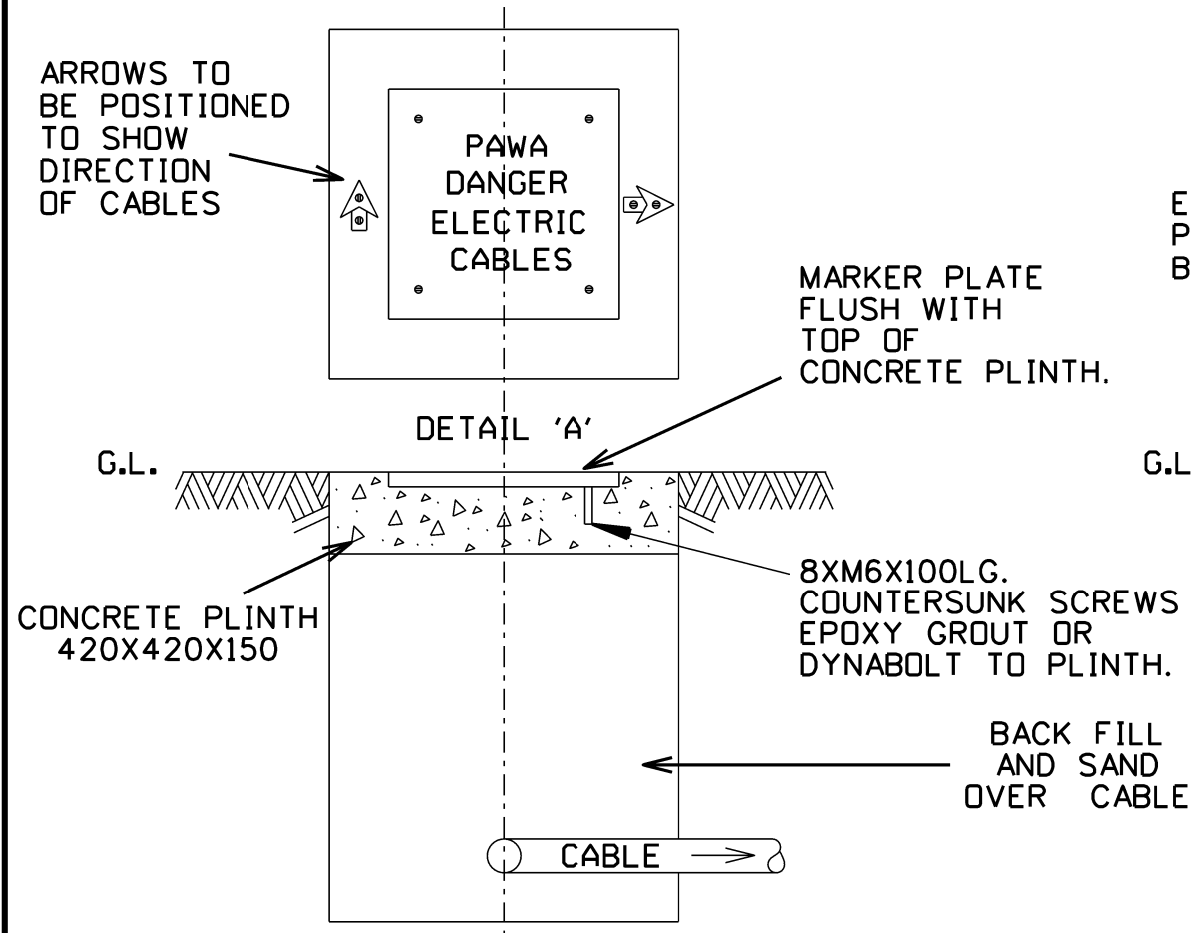 ARROWS TO
BE POSITIONED
TO SHOW
DIRECTION
OF CABLES
PAWA
DANGER
ELECTRIC
CABLES
E
P
B
MARKER PLATE
FLUSH WITH
TOP OF
CONCRETE PLINTH.
DETAIL 'A'
G.L.
G.L
CONCRETE PLINTH
420X420X150
8XM6X100LG.
COUNTERSUNK SCREWS
EPOXY GROUT OR
DYNABOLT TO PLINTH.
BACK FILL
AND SAND
OVER CABLE
CABLE